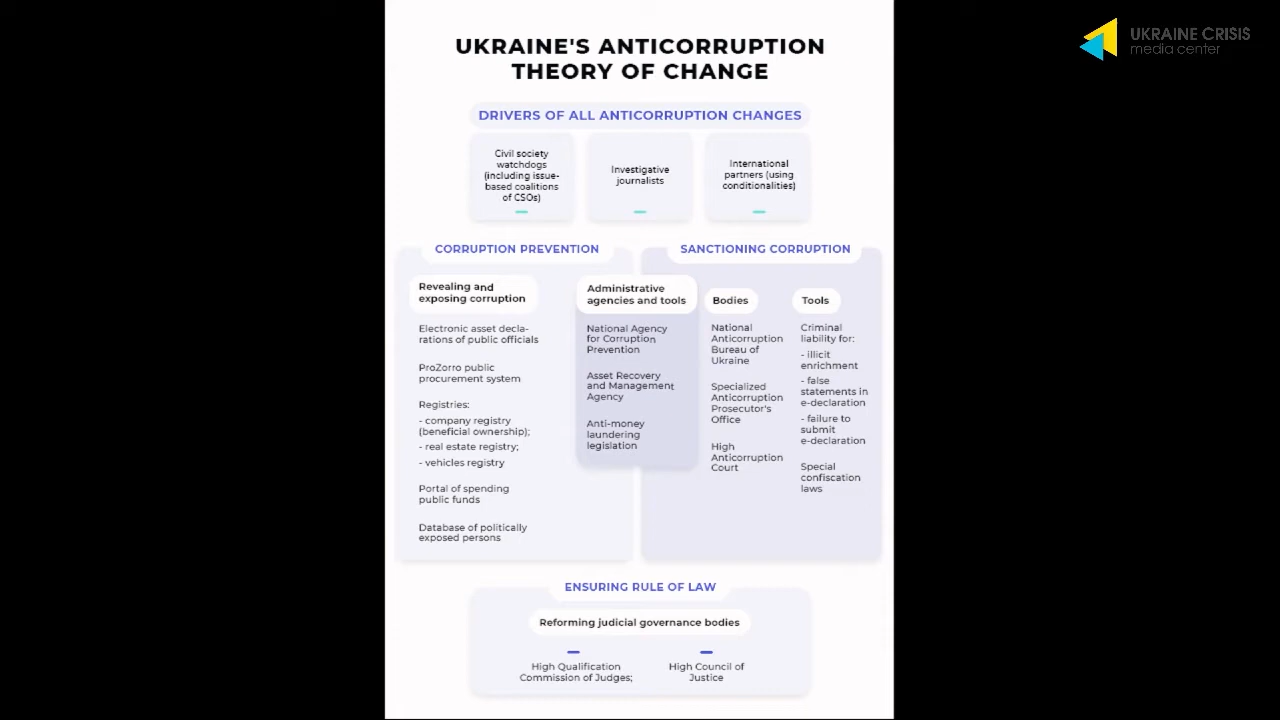 UKRAINE CRISIS
media center
UKRAINE'S ANTICORRUPTION
THEORY OF CHANGE
DRIVERS OF ALL ANTICORRUPTION CHANGES
Civil society
watchdogs
(including issue-
based coalitions
of CSOs)
Investigative
journalists
International
partners (using
conditionalities)
CORRUPTION PREVENTION
Revealing and
exposing corruption
Electronic asset decla-
rations of public officials
ProZorro public
procurement system
Registries:
- company registry
(beneficial ownership);
- real estate registry;
- vehicles registry
Portal of spending
public funds
Database of politically
exposed persons
Administrative
agencies and tools
National Agency
for Corruption
Prevention
Asset Recovery
and Management
Agency
Anti-money
laundering
legislation
SANCTIONING CORRUPTION
Bodies
National
Anticorruption
Bureau of
Ukraine
Specialized
Anticorruption
Prosecutor's
Office
High
Anticorruption
Court
Tools
Criminal
liability for:
- illicit
enrichment
- false
statements in
e-declaration
- failure to
submit
e-declaration
Special
confiscation
laws
ENSURING RULE OF LAW
Reforming judicial governance bodies
High Qualification
Commission of Judges;
High Council of
Justice